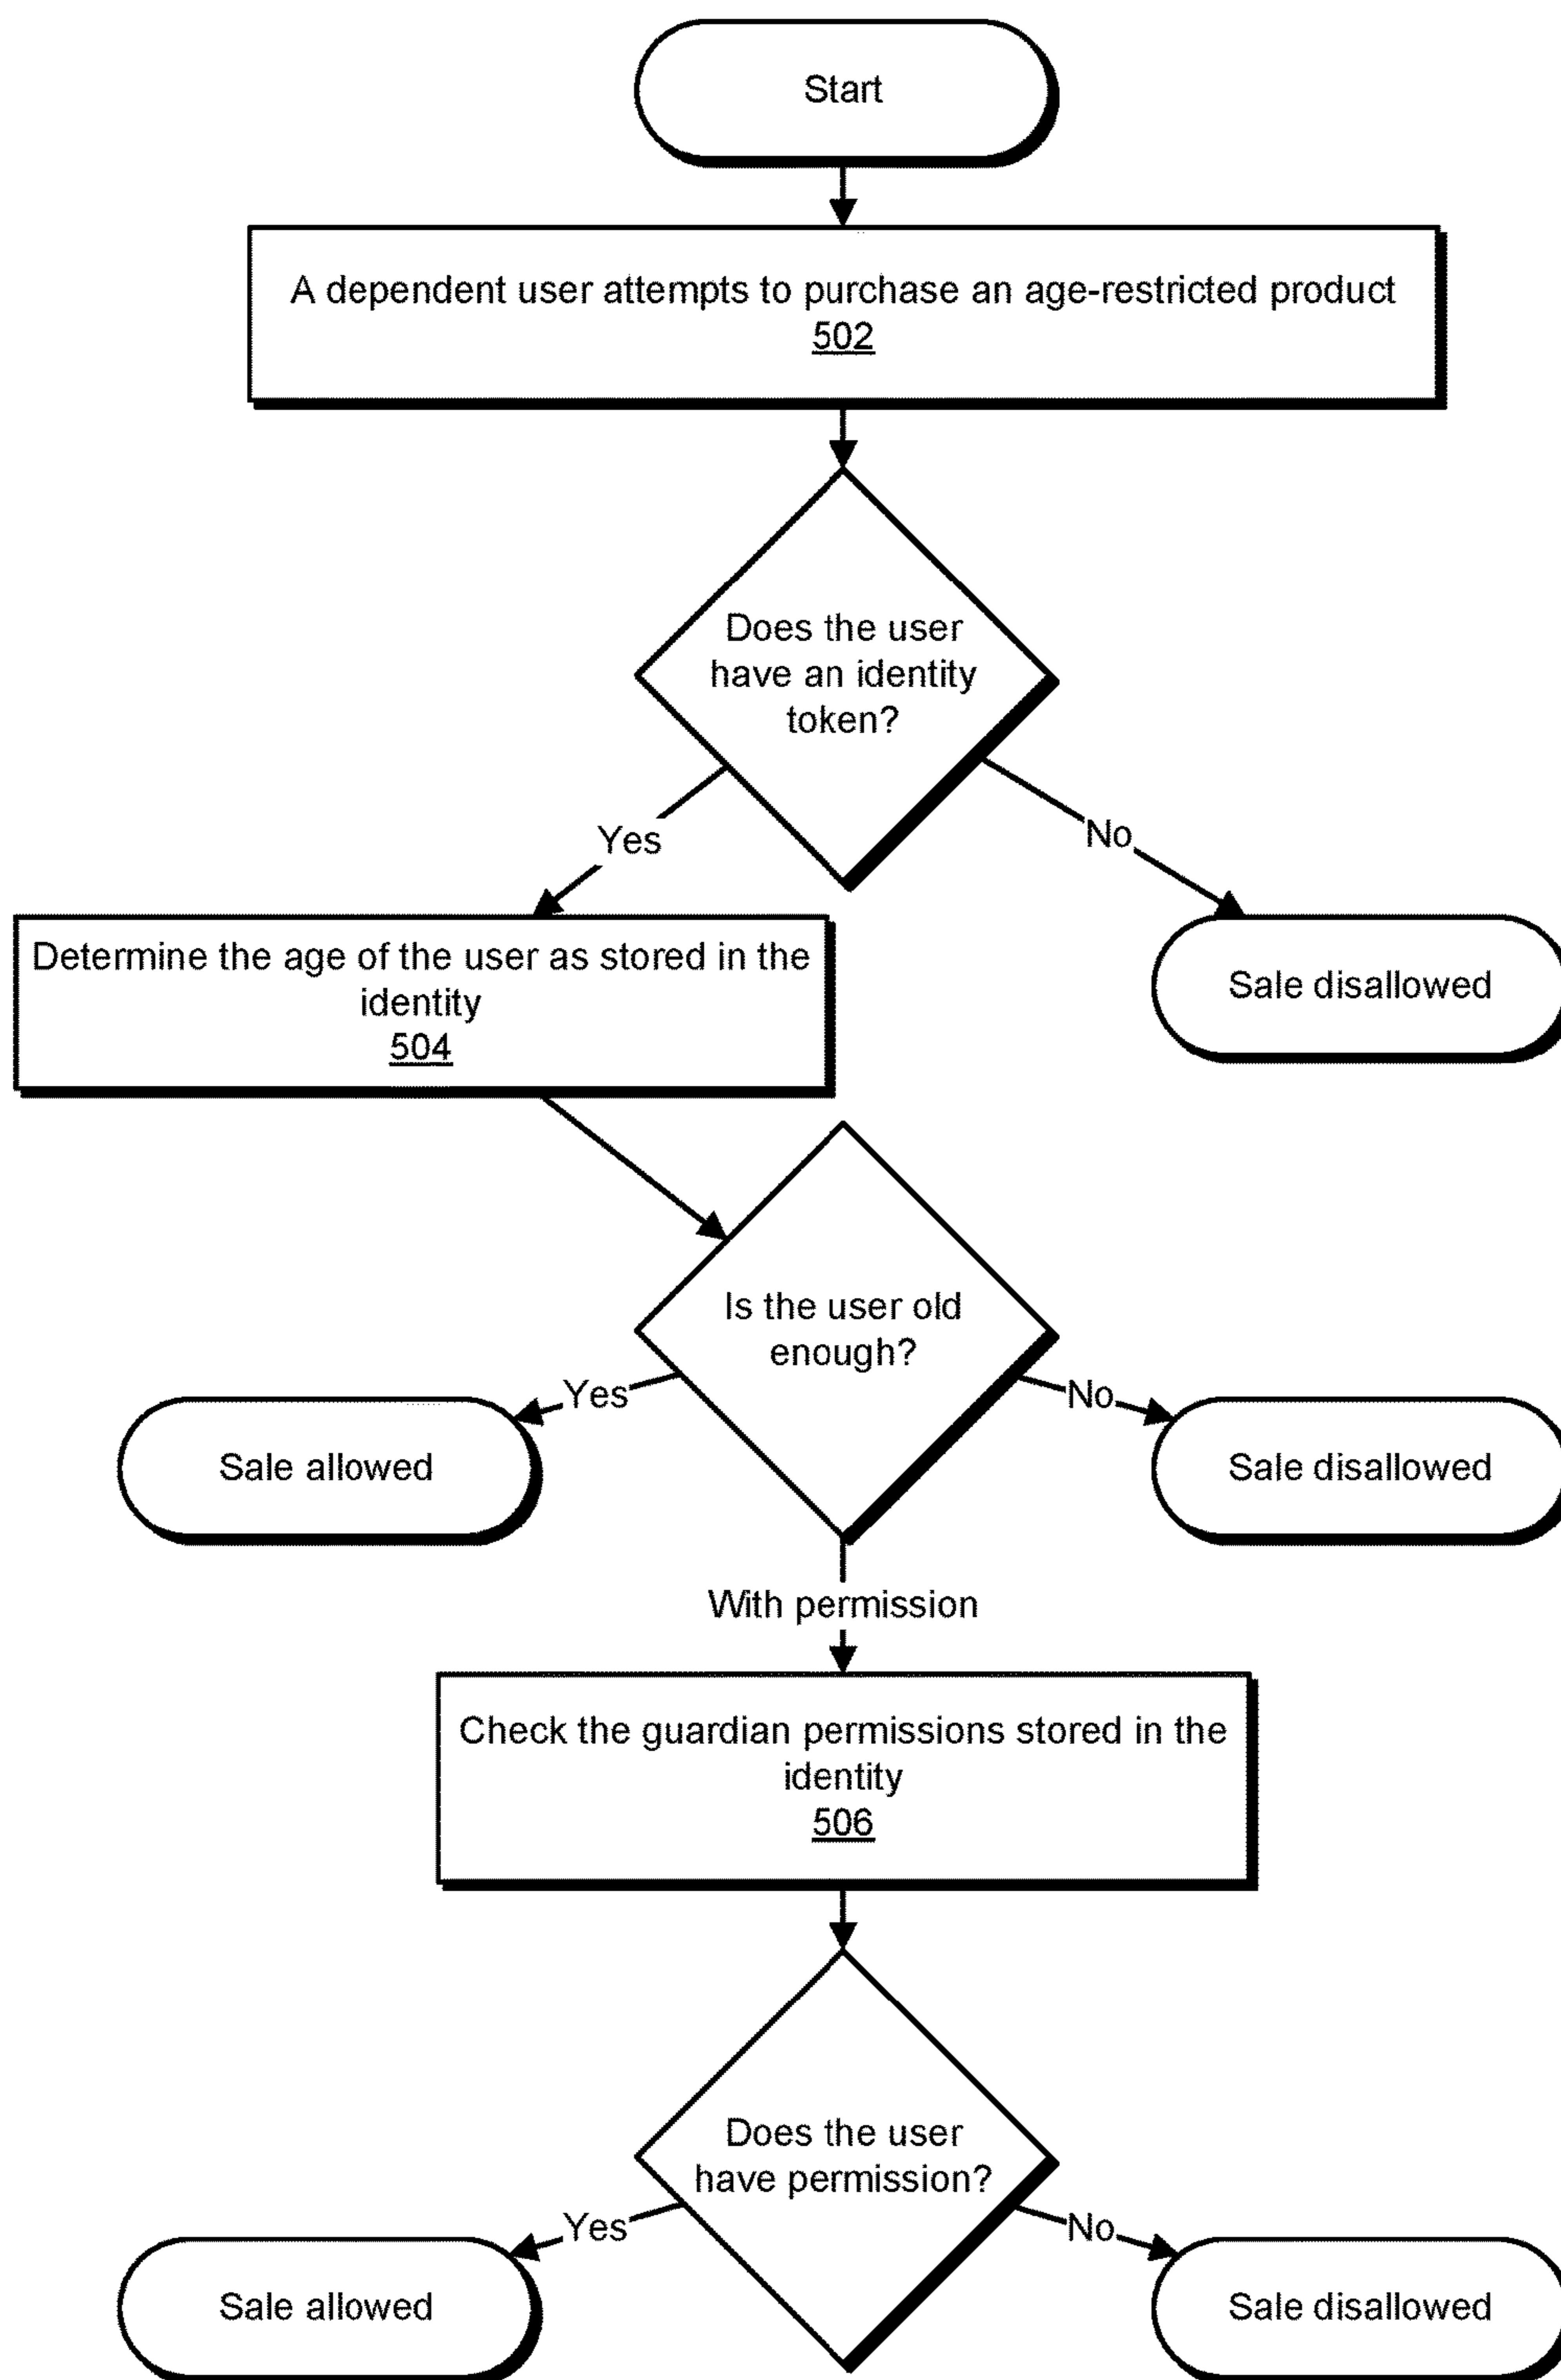 Start
A dependent user attempts to purchase an age-restricted product
502
Does the user
have an identity
token?
Yes
No
Determine the age of the user as stored in the
identity
504
Sale disallowed
Is the user old
enough?
Yes
No
Sale allowed
Sale disallowed
With permission
Check the guardian permissions stored in the
identity
506
Does the user
have permission?
Yes
No
Sale allowed
Sale disallowed